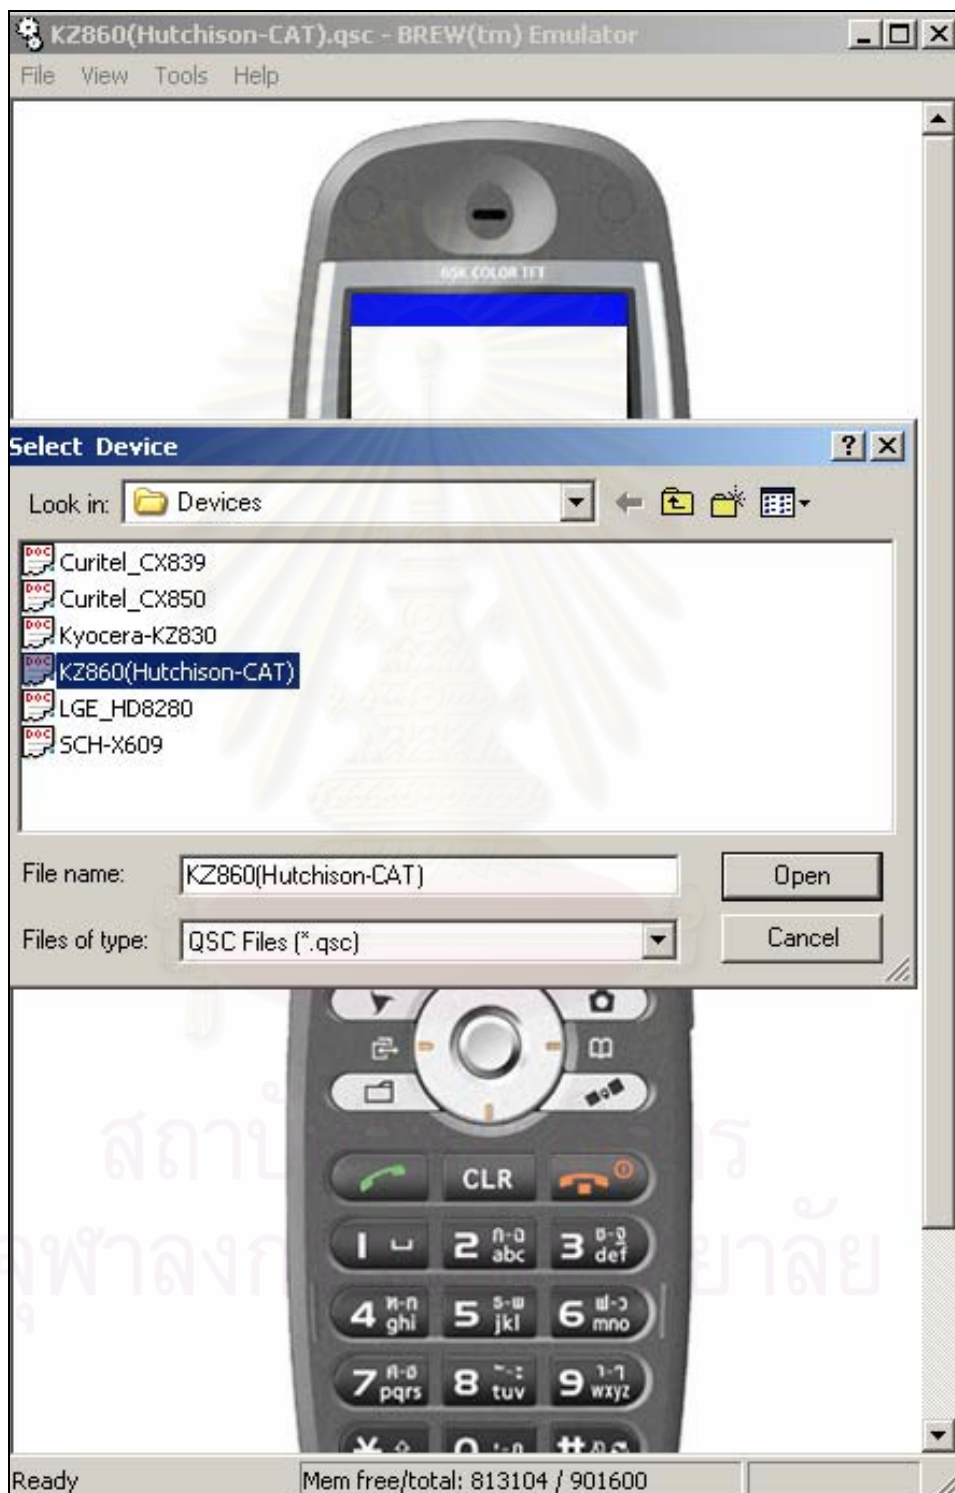 KZ860(Hutchison-CAT).qsc - BREW(tm) Emulator
File View Tools Help
65K COLOR TFT
Select Device
Look in: Devices
Curitel_CX839
Curitel_CX850
Kyocera-KZ830
KZ860(Hutchison-CAT)
LGE_HD8280
SCH-X609
File name: KZ860(Hutchison-CAT) Open
Files of type: QSC Files (*.qsc) Cancel
CLR
1 2 abc 3 def
4 ghi 5 jkl 6 mno
7 pqrs 8 tuv 9 wxyz
Ready Mem free/total: 813104 / 901600